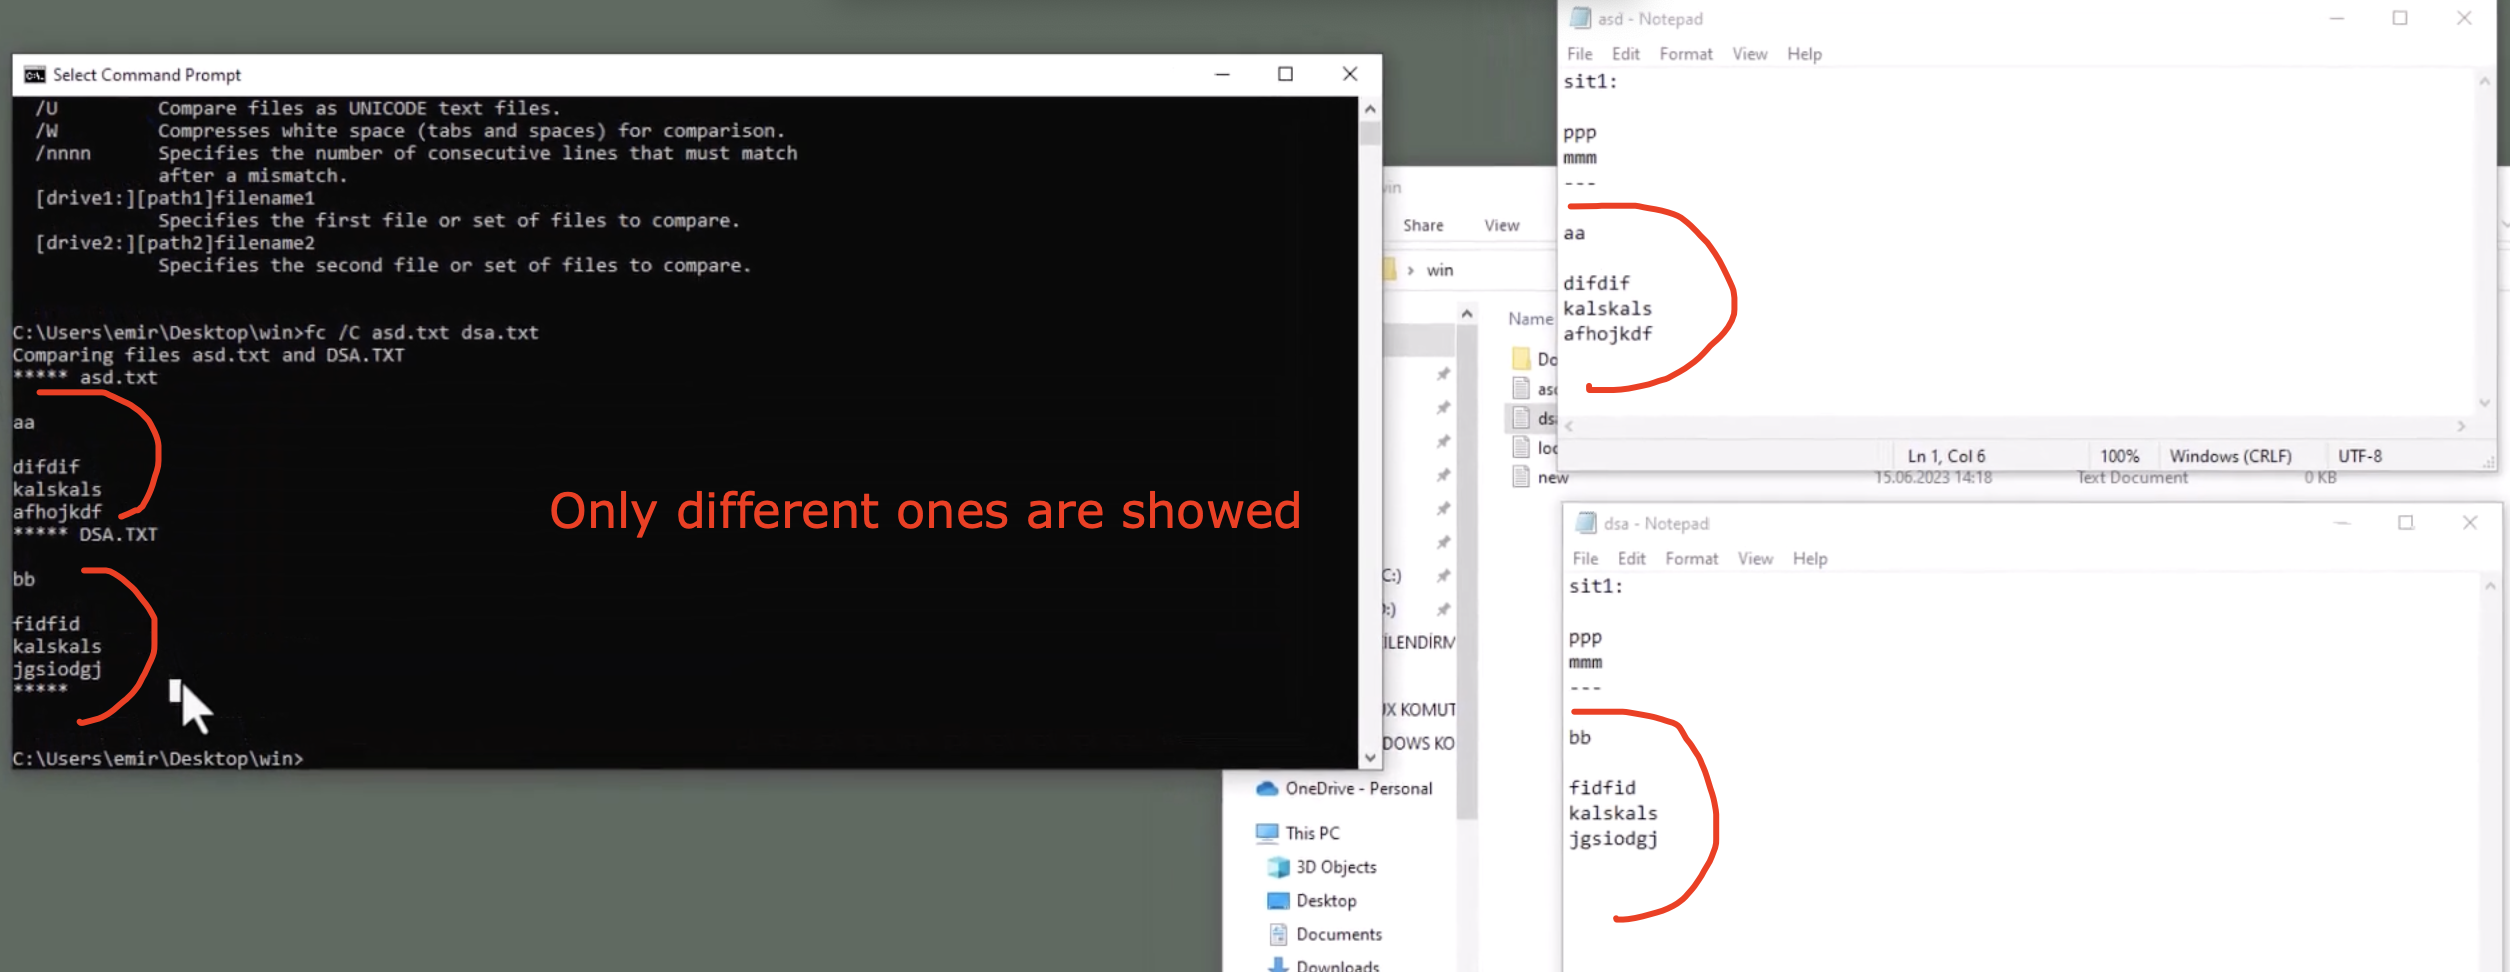 Select Command Prompt
/U Compare files as UNICODE text files.
/W Compresses white space (tabs and spaces) for comparison.
/nnnn Specifies the number of consecutive lines that must match
after a mismatch.
[drive1:][path1]filename1
Specifies the first file or set of files to compare.
[drive2:][path2]filename2
Specifies the second file or set of files to compare.
C:\Users\emir\Desktop\win>fc /C asd.txt dsa.txt
Comparing files asd.txt and DSA.TXT
***** asd.txt
aa
difdif
kalskals
afhojkdf
***** DSA.TXT
bb
fidfid
kalskals
jgsiodgj
*****
C:\Users\emir\Desktop\win>
Only different ones are showed
Share View
> win
Name
new 15.06.2023 14:18 Text Document 0 KB
C:)
OneDrive - Personal
This PC
3D Objects
Desktop
Documents
Downloads
asd - Notepad
File Edit Format View Help
sit1:
ppp
mmm
---
aa
difdif
kalskals
afhojkdf
Ln 1, Col 6 100% Windows (CRLF) UTF-8
dsa - Notepad
File Edit Format View Help
sit1:
ppp
mmm
---
bb
fidfid
kalskals
jgsiodgj